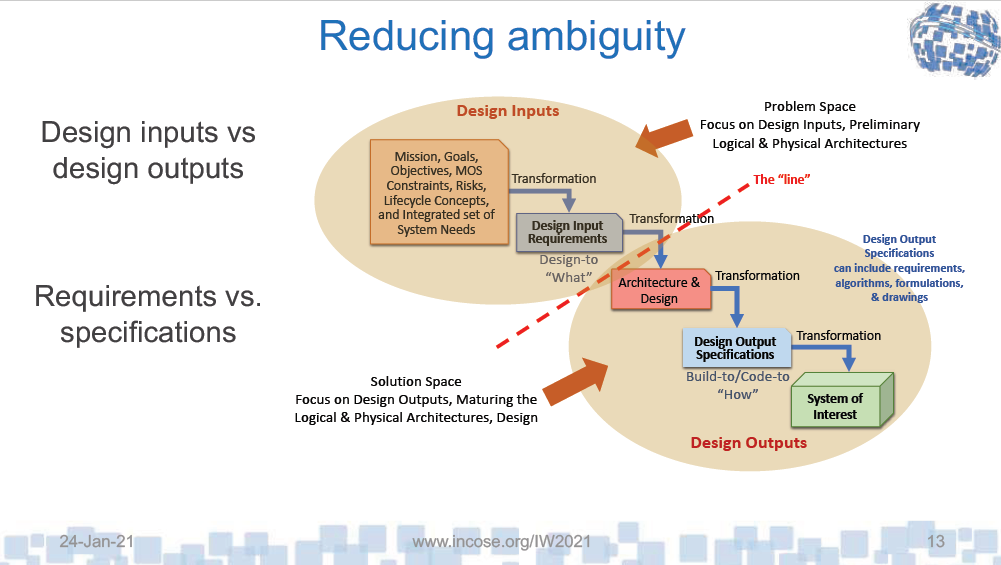 Reducing ambiguity
Design inputs vs
design outputs
Requirements vs.
specifications
Design Inputs
Mission, Goals,
Objectives, MOS
Constraints, Risks,
Lifecycle Concepts,
and Integrated set of
System Needs
Transformation
Design Input
Requirements
Design-to
“What”
Transformation
Problem Space
Focus on Design Inputs, Preliminary
Logical & Physical Architectures
The “line”
Architecture &
Design
Transformation
Design Output
Specifications
can include requirements,
algorithms, formulations,
& drawings
Design Output
Specifications
Build-to/Code-to
“How”
Transformation
System of
Interest
Solution Space
Focus on Design Outputs, Maturing the
Logical & Physical Architectures, Design
Design Outputs
24-Jan-21
www.incose.org/IW2021
13